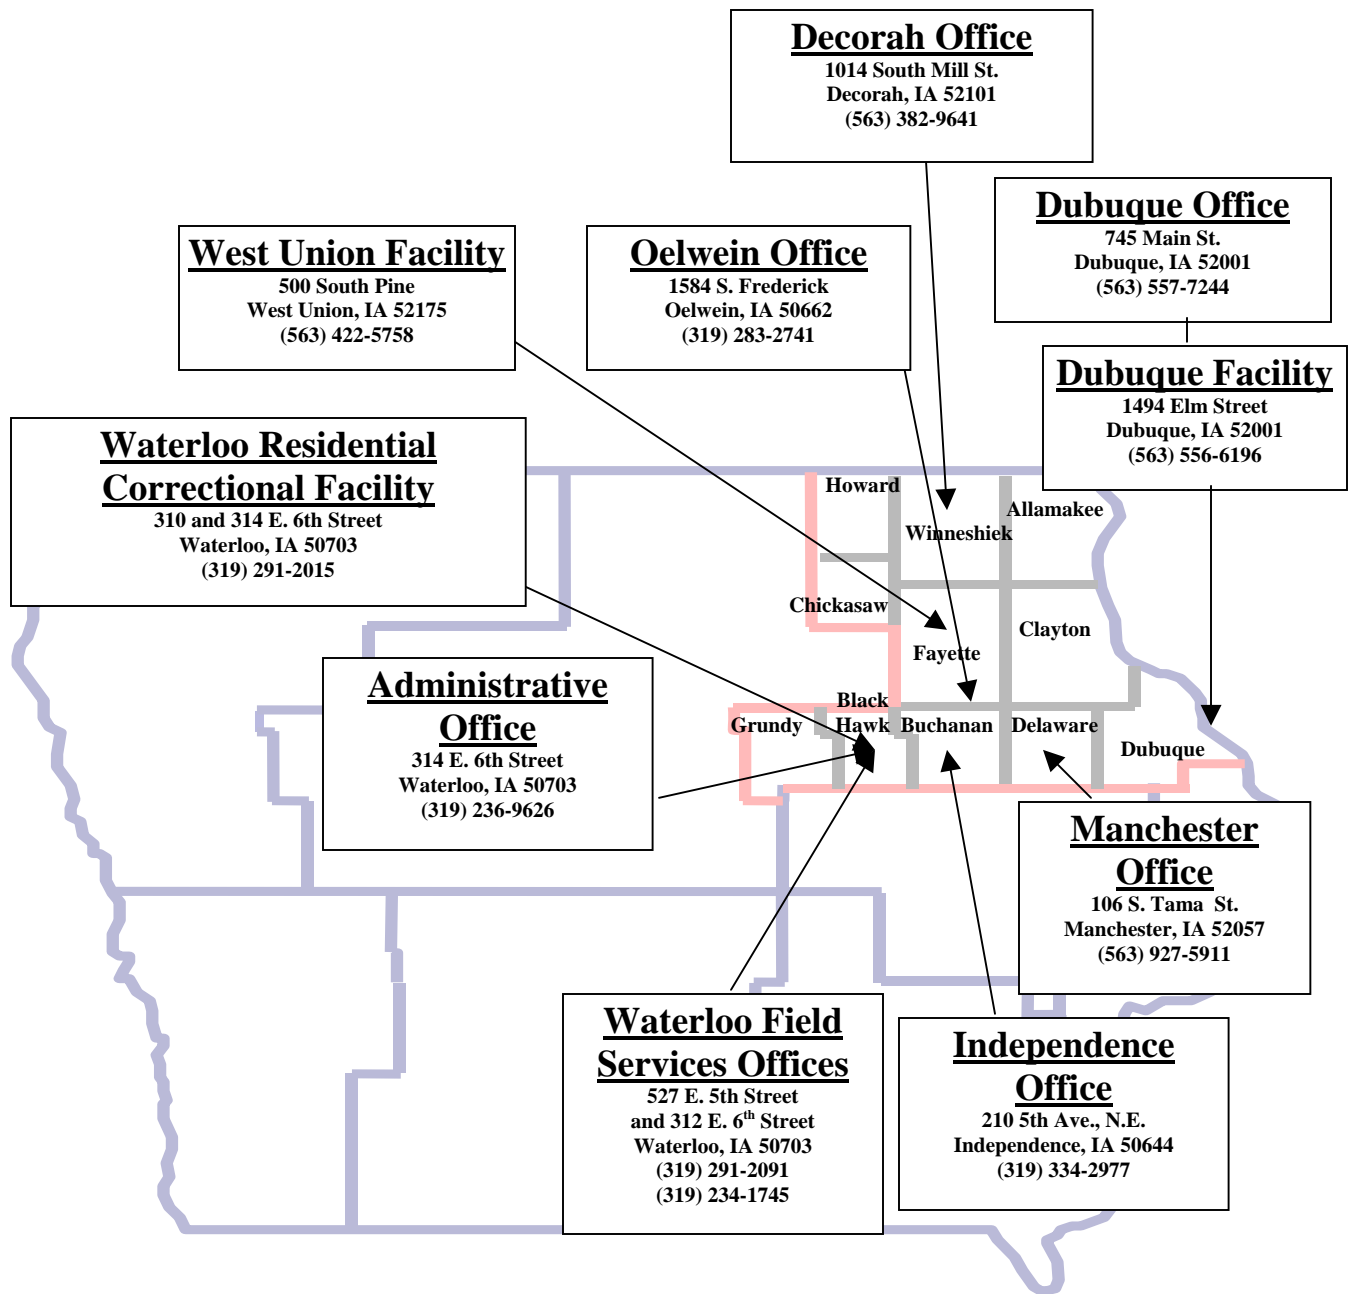 Decorah Office
1014 South Mill St.
Decorah, IA 52101
(563) 382-9641
Dubuque Office
745 Main St.
Dubuque, IA 52001
(563) 557-7244
West Union Facility
500 South Pine
West Union, IA 52175
(563) 422-5758
Oelwein Office
1584 S. Frederick
Oelwein, IA 50662
(319) 283-2741
Dubuque Facility
1494 Elm Street
Dubuque, IA 52001
(563) 556-6196
Waterloo Residential
Correctional Facility
310 and 314 E. 6th Street
Waterloo, IA 50703
(319) 291-2015
Howard
Winneshiek
Allamakee
Chickasaw
Fayette
Clayton
Administrative
Office
314 E. 6th Street
Waterloo, IA 50703
(319) 236-9626
Grundy
Black
Hawk
Buchanan
Delaware
Dubuque
Manchester
Office
106 S. Tama  St.
Manchester, IA 52057
(563) 927-5911
Waterloo Field
Services Offices
527 E. 5th Street
and 312 E. 6th Street
Waterloo, IA 50703
(319) 291-2091
(319) 234-1745
Independence
Office
210 5th Ave., N.E.
Independence, IA 50644
(319) 334-2977